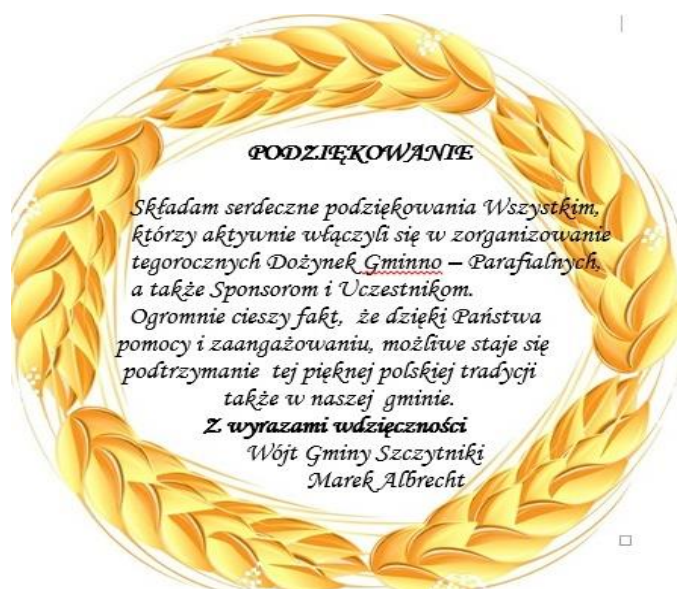 PODZIĘKOWANIE
Składam serdeczne podziękowania Wszystkim,
którzy aktywnie włączyli się w zorganizowanie
tegorocznych Dożynek Gminno – Parafialnych,
a także Sponsorom i Uczestnikom.
Ogromnie cieszy fakt, że dzięki Państwa
pomocy i zaangażowaniu, możliwe staje się
podtrzymanie tej pięknej polskiej tradycji
także w naszej gminie.
Z wyrazami wdzięczności
Wójt Gminy Szczytniki
Marek Albrecht